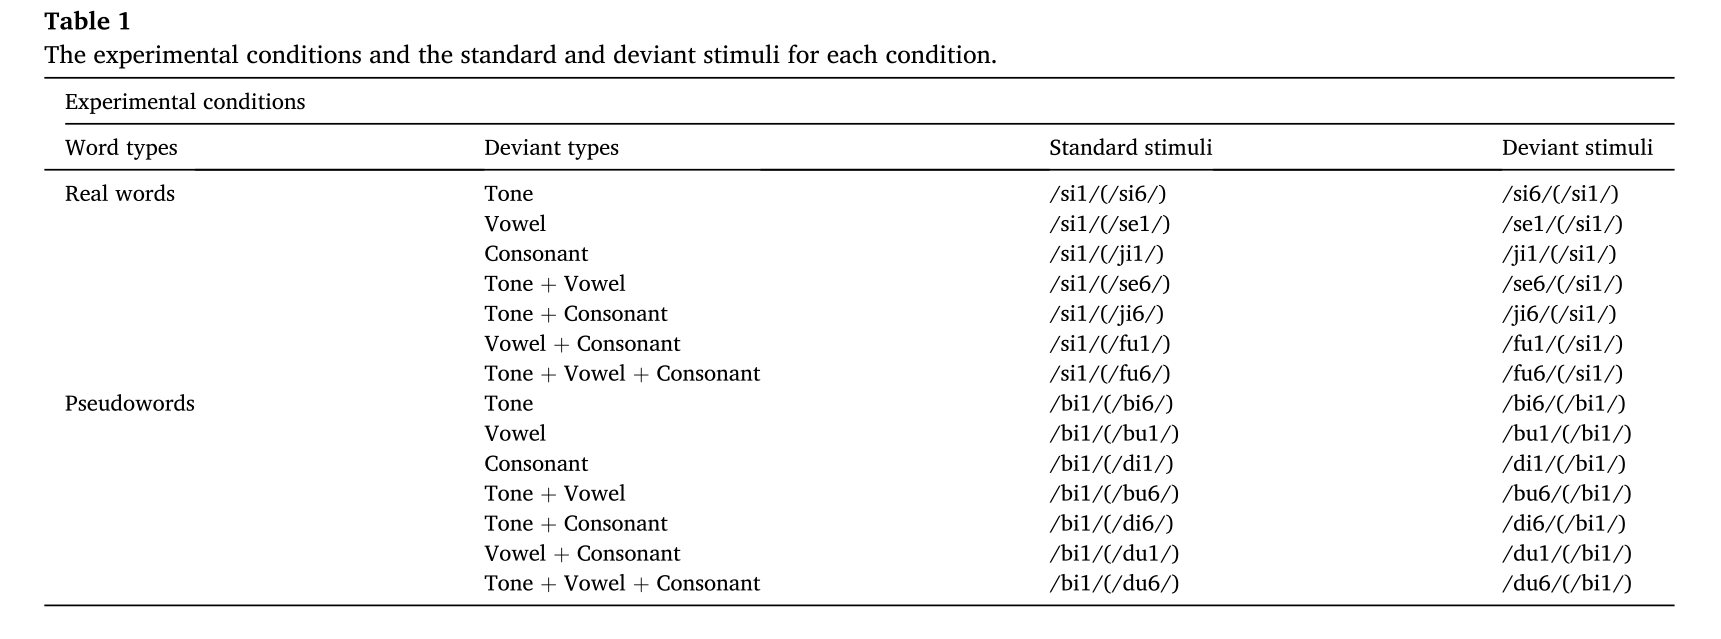 Table 1
The experimental conditions and the standard and deviant stimuli for each condition.
Experimental conditions
Word types Deviant types Standard stimuli Deviant stimuli
Real words Tone /si1/(/si6/) /si6/(/si1/)
Vowel /si1/(/se1/) /se1/(/si1/)
Consonant /si1/(/ji1/) /ji1/(/si1/)
Tone + Vowel /si1/(/se6/) /se6/(/si1/)
Tone + Consonant /si1/(/ji6/) /ji6/(/si1/)
Vowel + Consonant /si1/(/fu1/) /fu1/(/si1/)
Tone + Vowel + Consonant /si1/(/fu6/) /fu6/(/si1/)
Pseudowords Tone /bi1/(/bi6/) /bi6/(/bi1/)
Vowel /bi1/(/bu1/) /bu1/(/bi1/)
Consonant /bi1/(/di1/) /di1/(/bi1/)
Tone + Vowel /bi1/(/bu6/) /bu6/(/bi1/)
Tone + Consonant /bi1/(/di6/) /di6/(/bi1/)
Vowel + Consonant /bi1/(/du1/) /du1/(/bi1/)
Tone + Vowel + Consonant /bi1/(/du6/) /du6/(/bi1/)